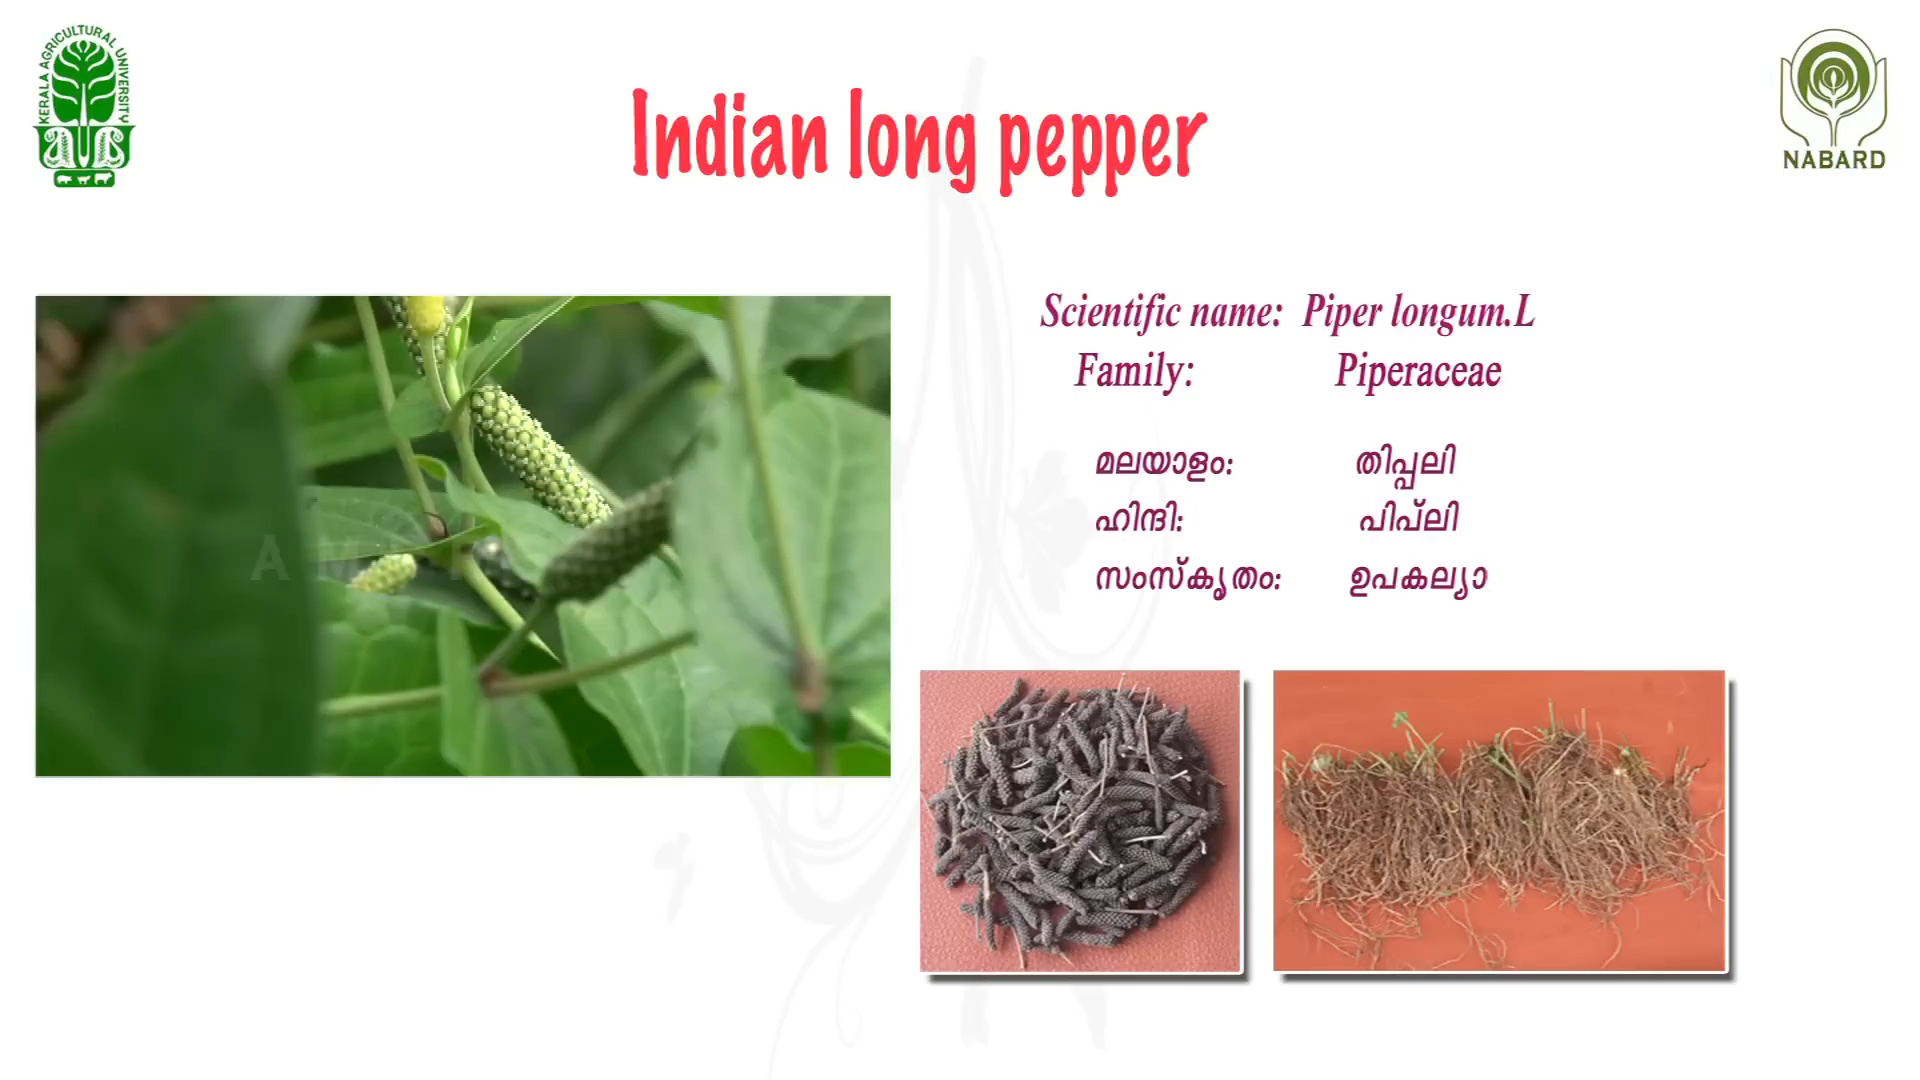 KERALA AGRICULTURAL UNIVERSITY
NABARD
Indian long pepper
Scientific name: Piper longum.L
Family: Piperaceae
മലയാളം: തിപ്പലി
ഹിന്ദി: പിപ്ലി
സംസ്കൃതം: ഉപകല്യാ